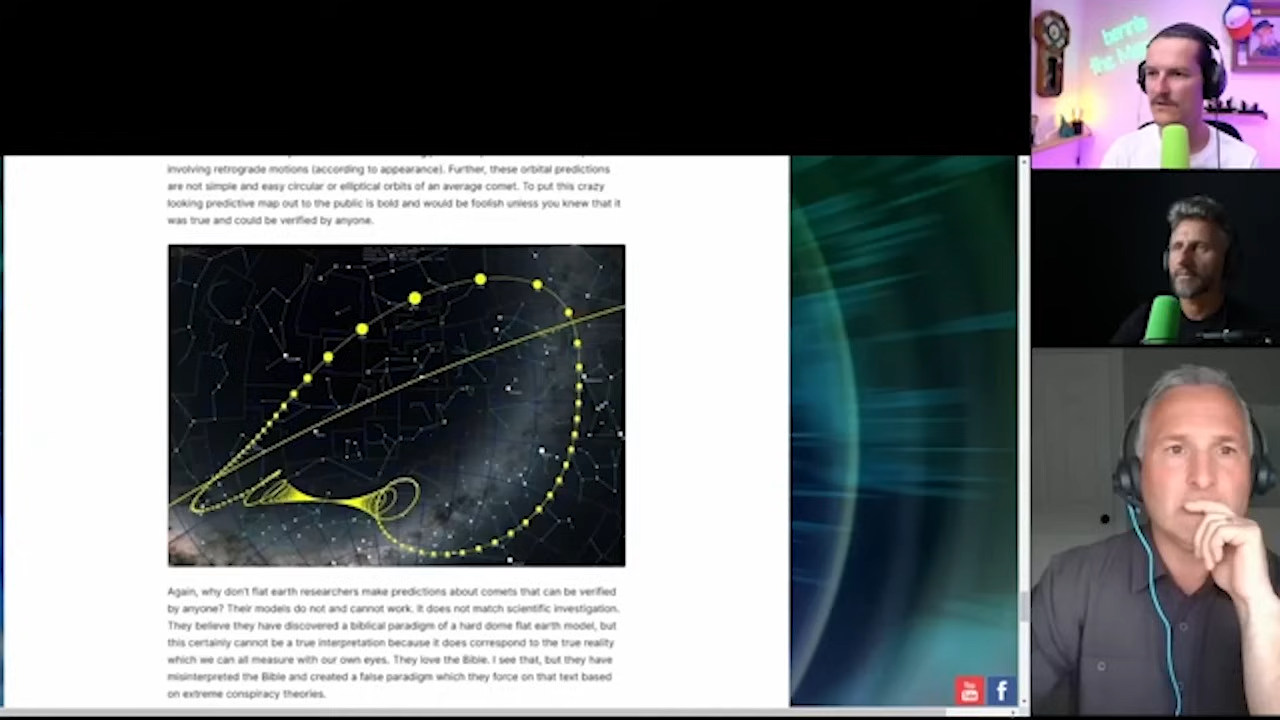 involving retrograde motions (according to appearance). Further, these orbital predictions
are not simple and easy circular or elliptical orbits of an average comet. To put this crazy
looking predictive map out to the public is bold and would be foolish unless you knew that it
was true and could be verified by anyone.
Again, why don't flat earth researchers make predictions about comets that can be verified
by anyone? Their models do not and cannot work. It does not match scientific investigation.
They believe they have discovered a biblical paradigm of a hard dome flat earth model, but
this certainly cannot be a true interpretation because it does correspond to the true reality
which we can all measure with our own eyes. They love the Bible. I see that, but they have
misinterpreted the Bible and created a false paradigm which they force on that text based
on extreme conspiracy theories.
You
f